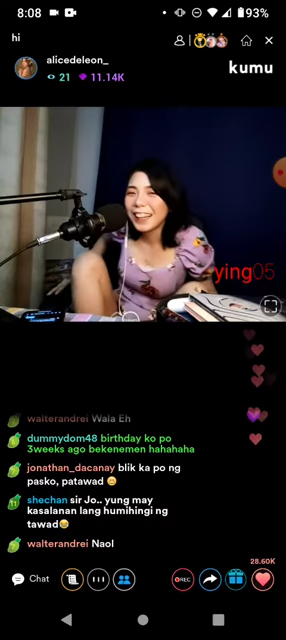 8:08
93%
hi
alicedeleon_
21 11.14K
kumu
ying05
walterandrei Wala Eh
dummydom48 birthday ko po
3weeks ago bekenemen hahahaha
jonathan_dacanay blik ka po ng
pasko, patawad
shechan sir Jo.. yung may
kasalanan lang humihingi ng
tawad
walterandrei Naol
28.60K
Chat
REC